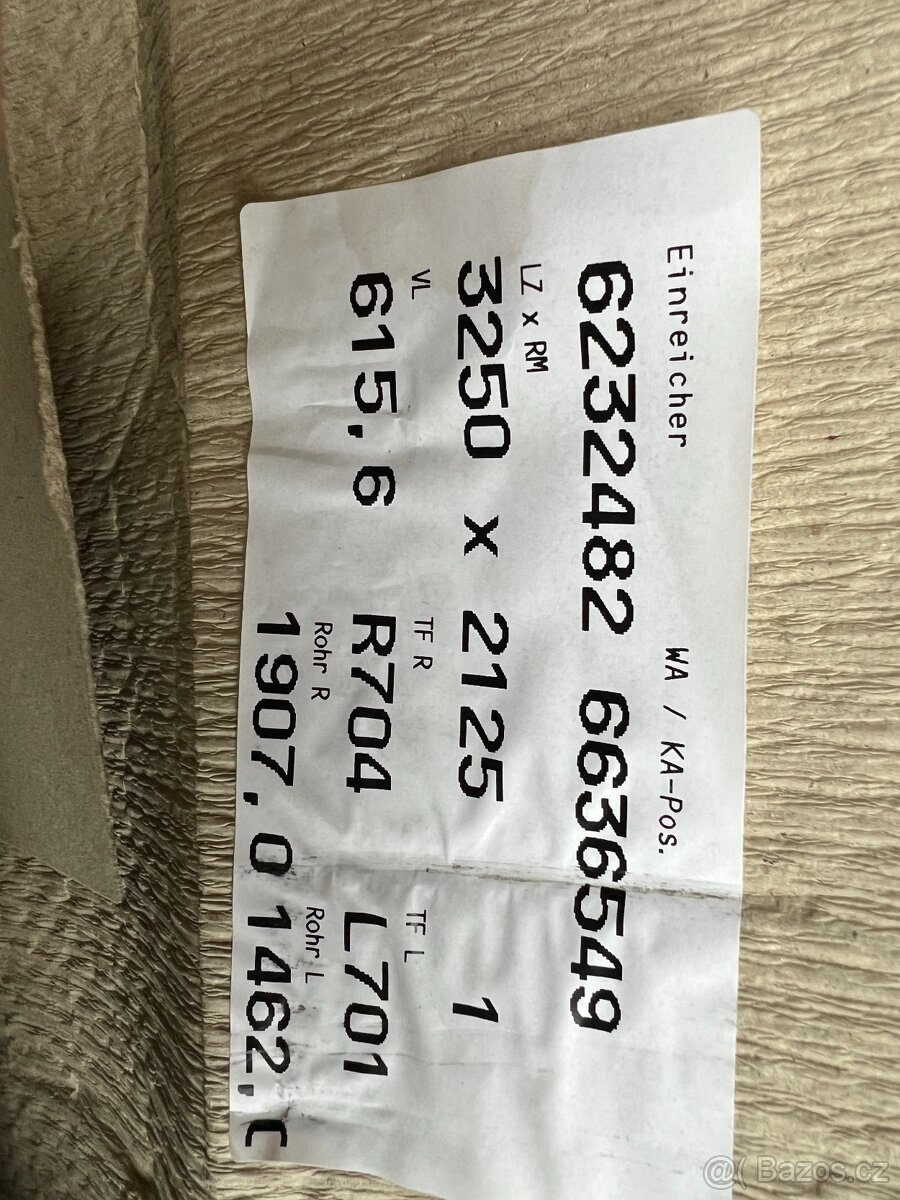 Einreicher WA / KA-Pos.
6232482 6636549
LZ x RM
3250 x 2125 1
VL TF R TF L
615.6 R704 L701
Rohr R Rohr L
1907,0 1462,
@( Bazos.cz